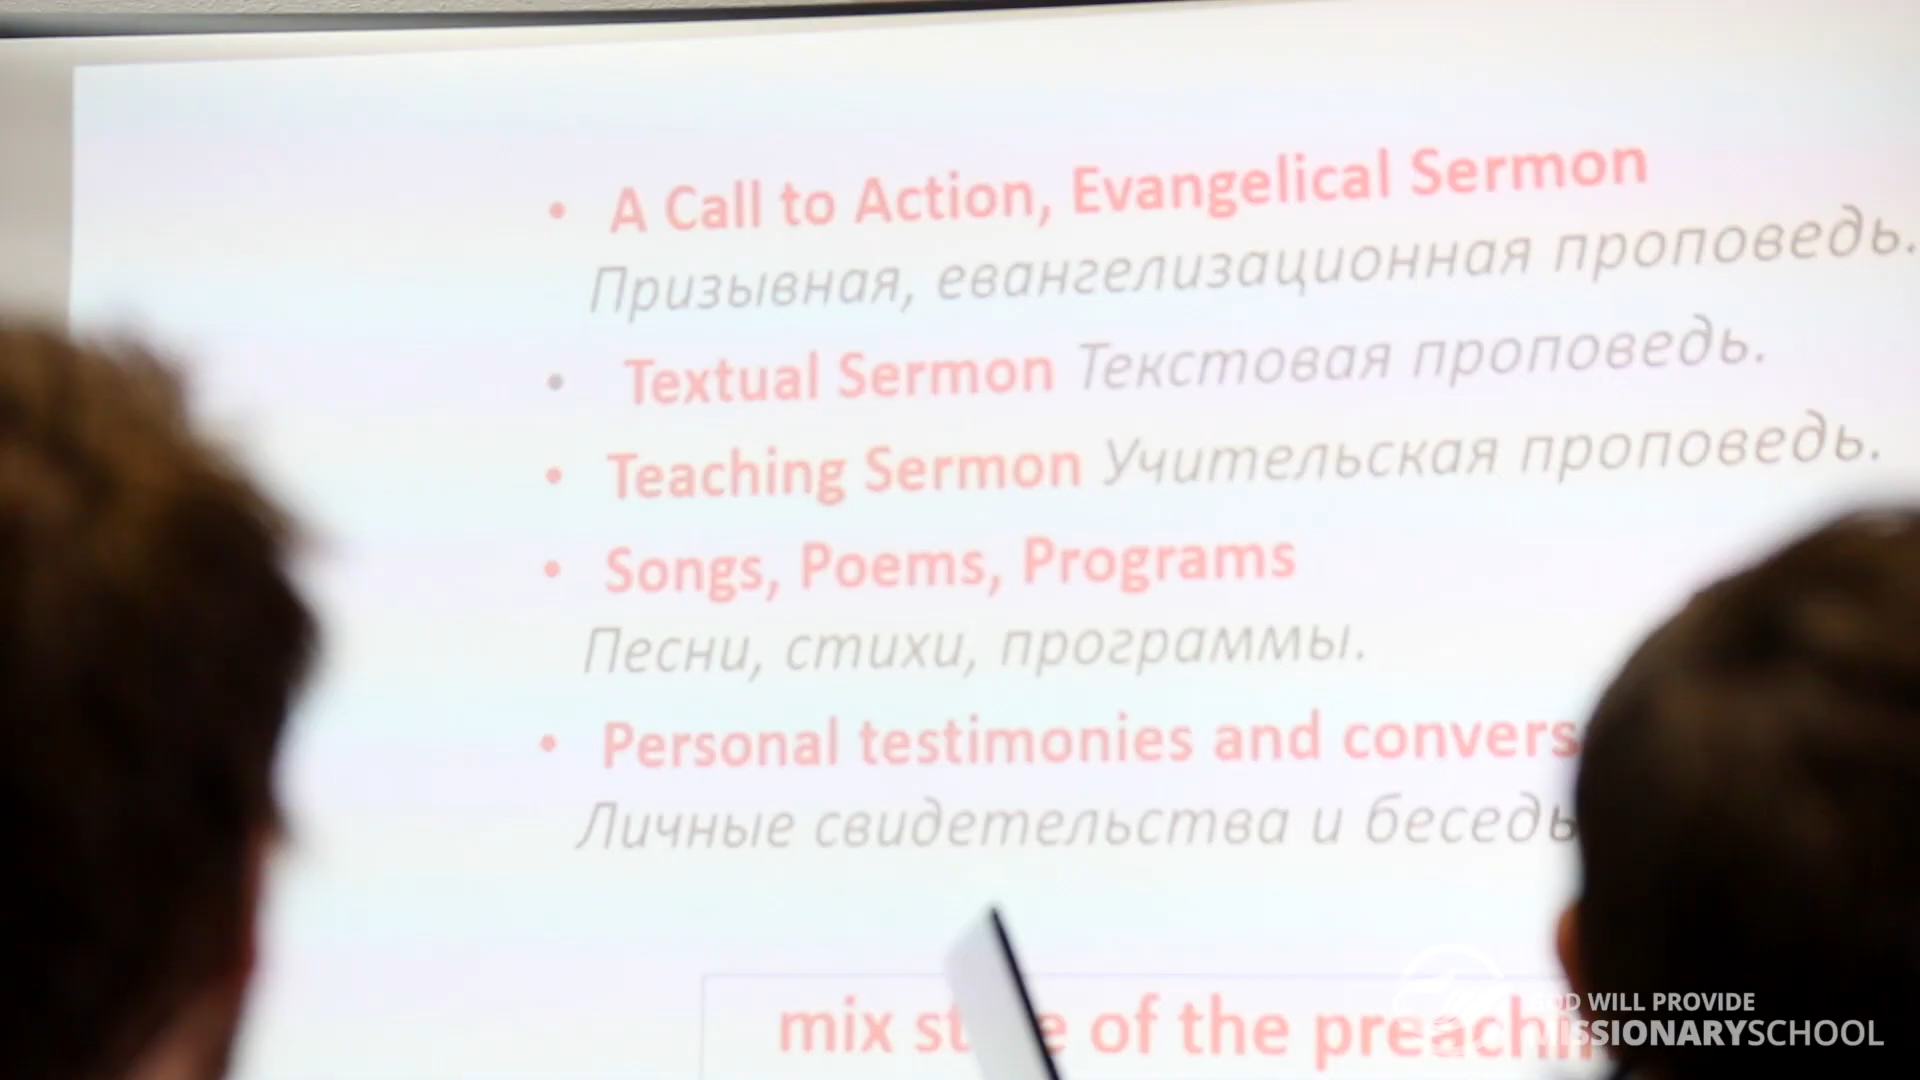 • A Call to Action, Evangelical Sermon
Призывная, евангелизационная проповедь.
• Textual Sermon Текстовая проповедь.
• Teaching Sermon Учительская проповедь.
• Songs, Poems, Programs
Песни, стихи, программы.
• Personal testimonies and
Личные свидетельства и
mix of the
GOD WILL PROVIDE
MISSIONARYSCHOOL